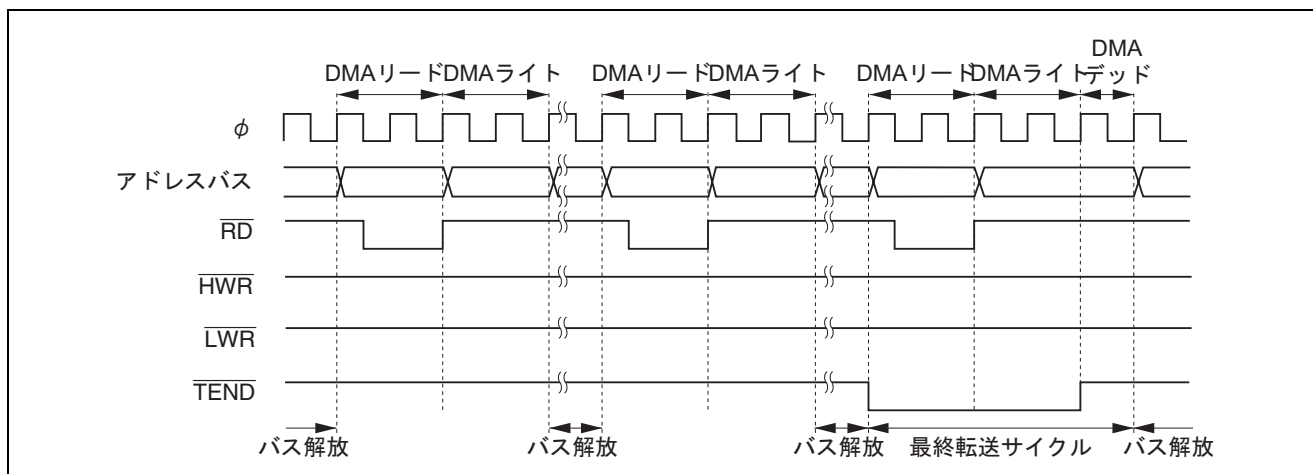 DMA
DMAリード DMAライト DMAリード DMAライト DMAリード DMAライト デッド
φ
アドレスバス
RD
HWR
LWR
TEND
バス解放 バス解放 バス解放 最終転送サイクル バス解放